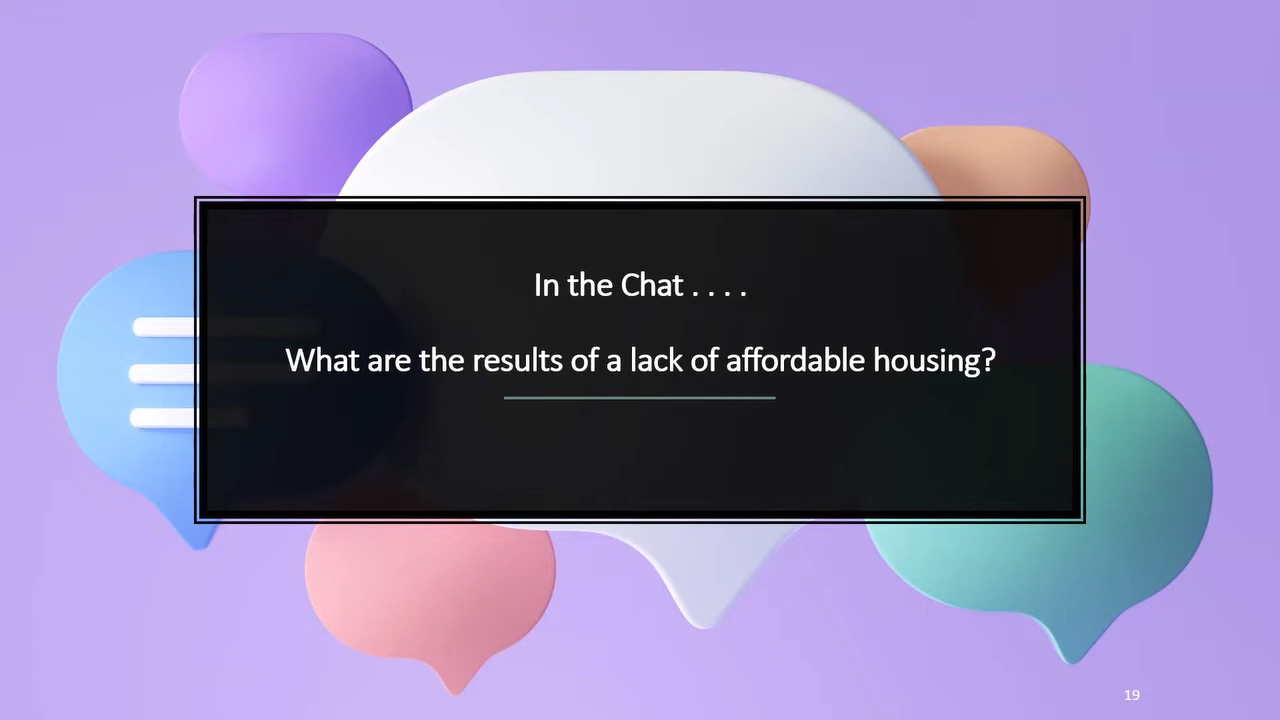 In the Chat . . . .
What are the results of a lack of affordable housing?
19